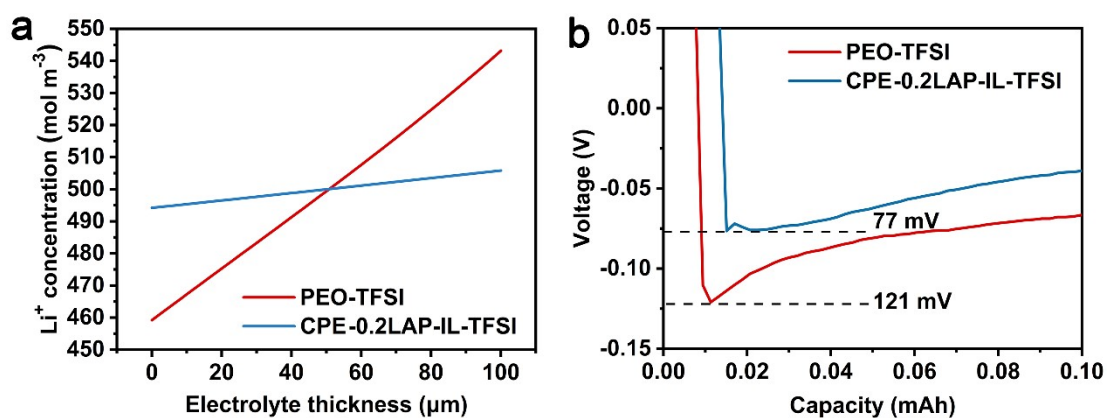 a
550
540
530
520
510
500
490
480
470
460
450
Li+ concentration (mol m-3)
PEO-TFSI
CPE-0.2LAP-IL-TFSI
0 20 40 60 80 100
Electrolyte thickness (μm)
b
0.05
0.00
-0.05
-0.10
-0.15
Voltage (V)
PEO-TFSI
CPE-0.2LAP-IL-TFSI
77 mV
121 mV
0.00 0.02 0.04 0.06 0.08 0.10
Capacity (mAh)